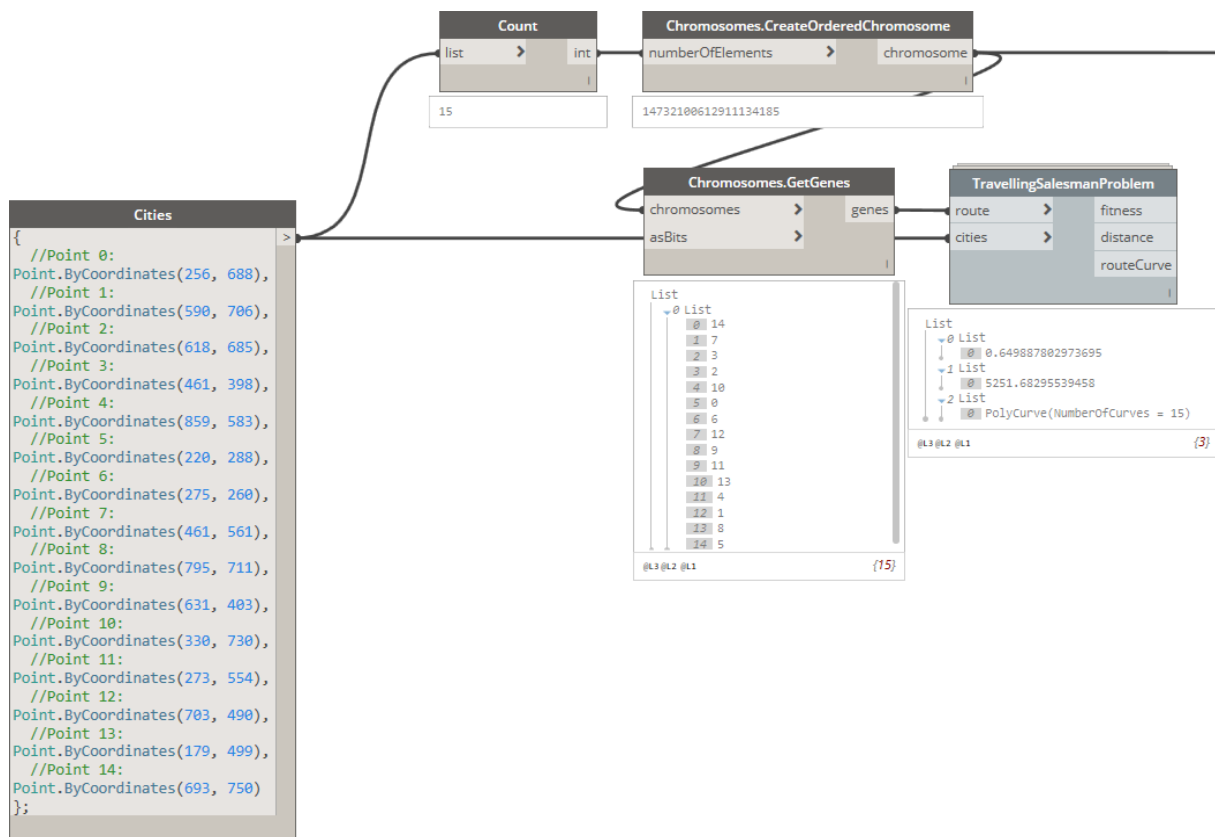 Count
list > int
15
Chromosomes.CreateOrderedChromosome
numberOfElements > chromosome
14732100612911134185
Chromosomes.GetGenes
chromosomes > genes
asBits >
List
0 List
0 14
1 7
2 3
3 2
4 10
5 0
6 6
7 12
8 9
9 11
10 13
11 4
12 1
13 8
14 5
@L3 @L2 @L1 {15}
TravellingSalesmanProblem
route > fitness
cities > distance
routeCurve
List
0 List
0 0.649887802973695
1 List
0 5251.68295539458
2 List
0 PolyCurve(NumberOfCurves = 15)
@L3 @L2 @L1 {3}
Cities
{ >
//Point 0:
Point.ByCoordinates(256, 688),
//Point 1:
Point.ByCoordinates(590, 706),
//Point 2:
Point.ByCoordinates(618, 685),
//Point 3:
Point.ByCoordinates(461, 398),
//Point 4:
Point.ByCoordinates(859, 583),
//Point 5:
Point.ByCoordinates(220, 288),
//Point 6:
Point.ByCoordinates(275, 260),
//Point 7:
Point.ByCoordinates(461, 561),
//Point 8:
Point.ByCoordinates(795, 711),
//Point 9:
Point.ByCoordinates(631, 403),
//Point 10:
Point.ByCoordinates(330, 730),
//Point 11:
Point.ByCoordinates(273, 554),
//Point 12:
Point.ByCoordinates(703, 490),
//Point 13:
Point.ByCoordinates(179, 499),
//Point 14:
Point.ByCoordinates(693, 750)
};